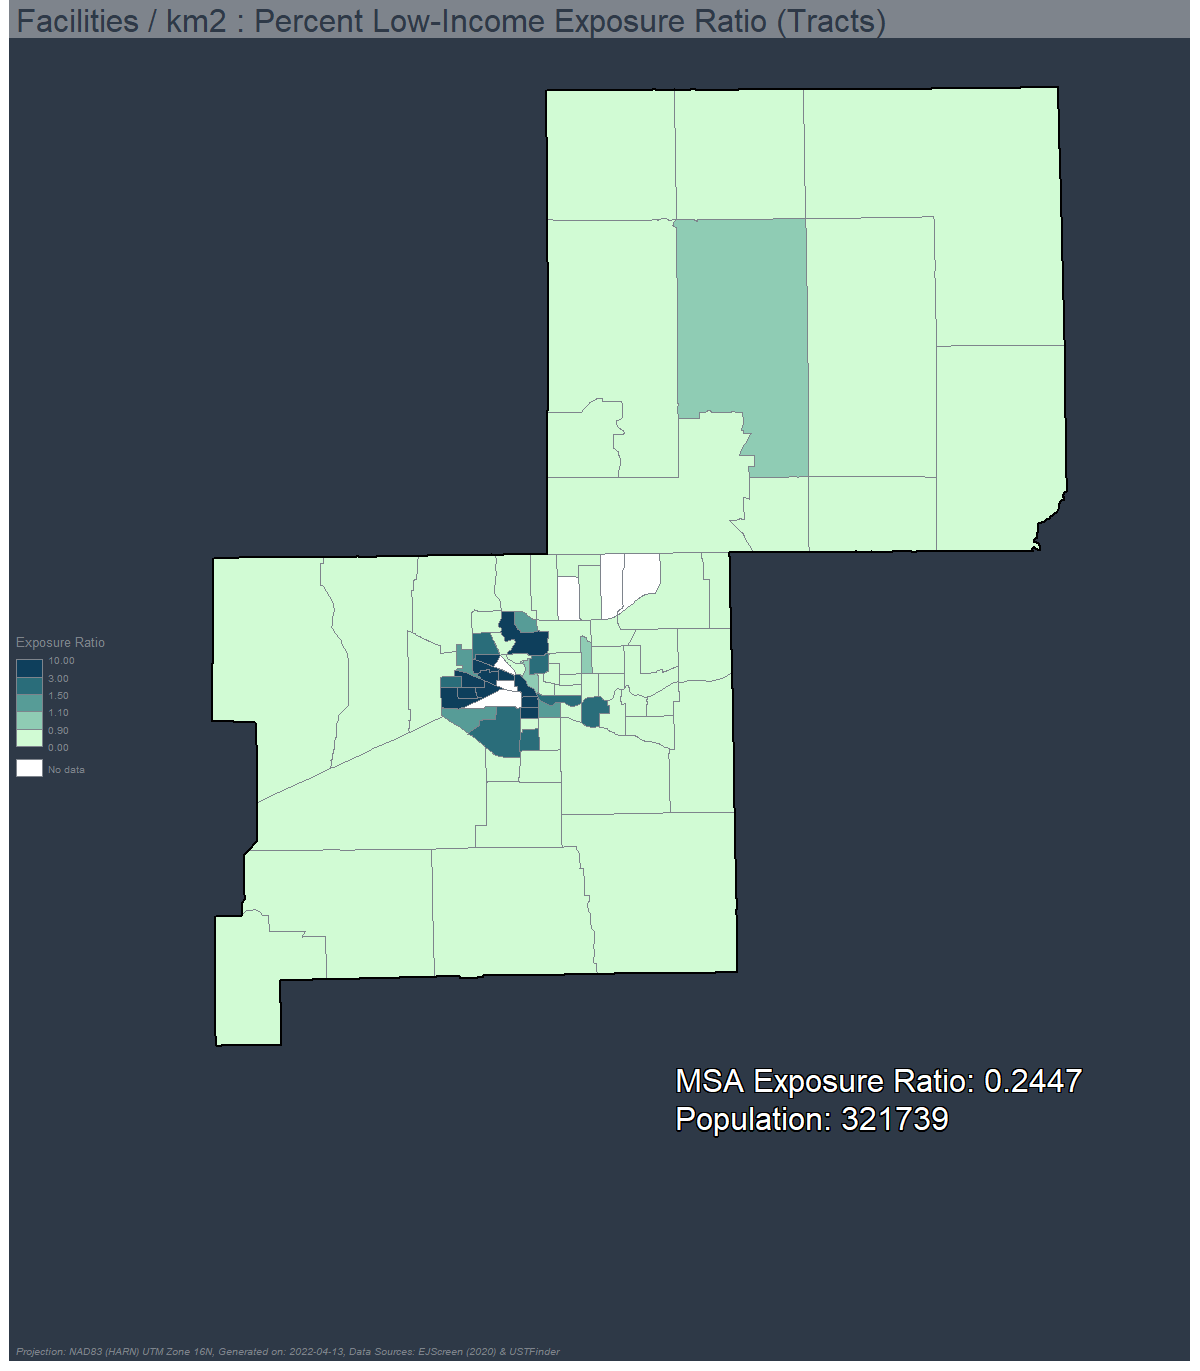 Facilities / km2 : Percent Low-Income Exposure Ratio (Tracts)
Exposure Ratio
10.00
3.00
1.50
1.10
0.90
0.00
No data
MSA Exposure Ratio: 0.2447
Population: 321739
Projection: NAD83 (HARN) UTM Zone 16N, Generated on: 2022-04-13, Data Sources: EJScreen (2020) & USTFinder